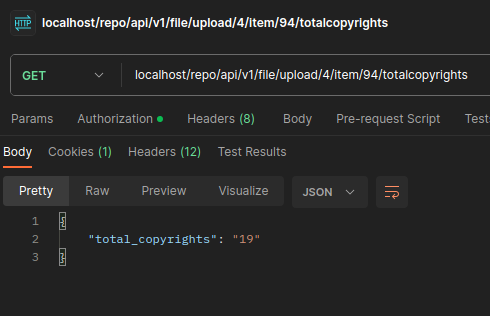 HTTP localhost/repo/api/v1/file/upload/4/item/94/totalcopyrights
GET localhost/repo/api/v1/file/upload/4/item/94/totalcopyrights
Params Authorization Headers (8) Body Pre-request Script Test
Body Cookies (1) Headers (12) Test Results
Pretty Raw Preview Visualize JSON
1 {
2 "total_copyrights": "19"
3 }